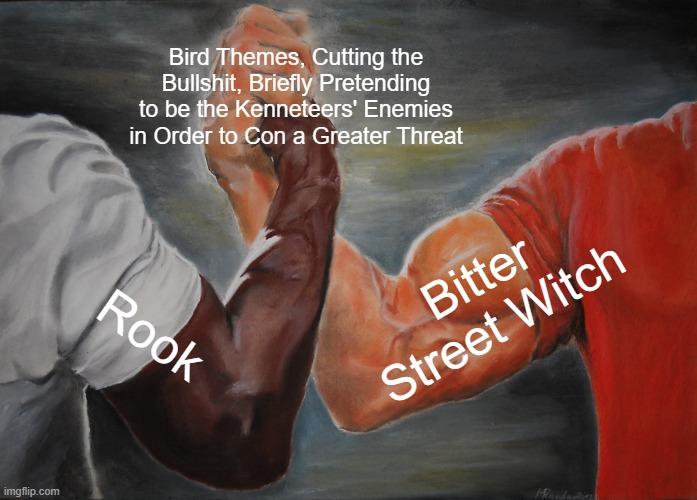 Bird Themes, Cutting the
Bullshit, Briefly Pretending
to be the Kenneteers' Enemies
in Order to Con a Greater Threat
Rook
Bitter
Street Witch
imgflip.com